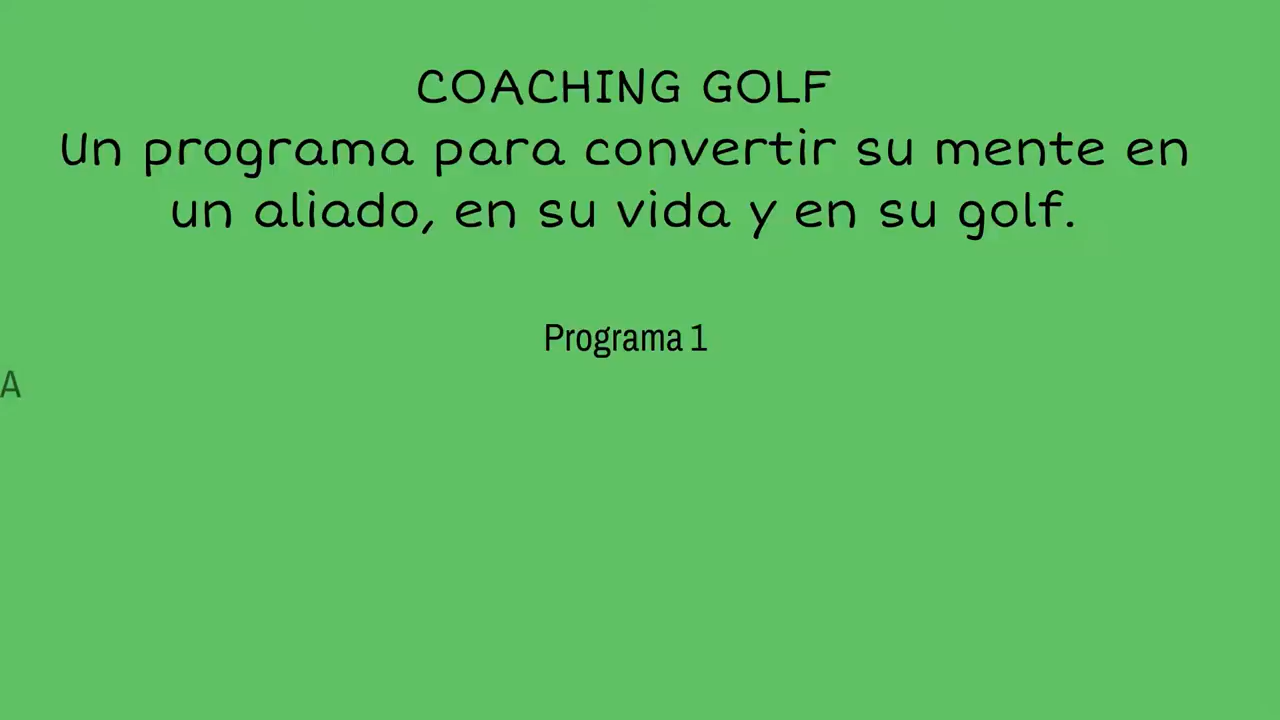 COACHING GOLF
Un programa para convertir su mente en
un aliado, en su vida y en su golf.
Programa 1
A